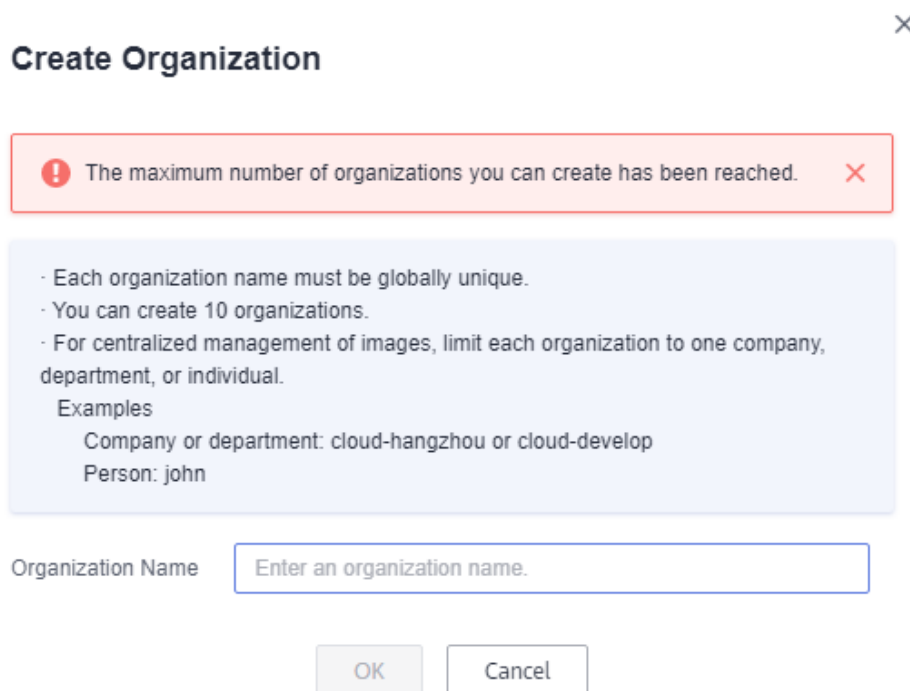 Create Organization
The maximum number of organizations you can create has been reached.
· Each organization name must be globally unique.
· You can create 10 organizations.
· For centralized management of images, limit each organization to one company,
department, or individual.
Examples
Company or department: cloud-hangzhou or cloud-develop
Person: john
Organization Name
Enter an organization name.
OK
Cancel